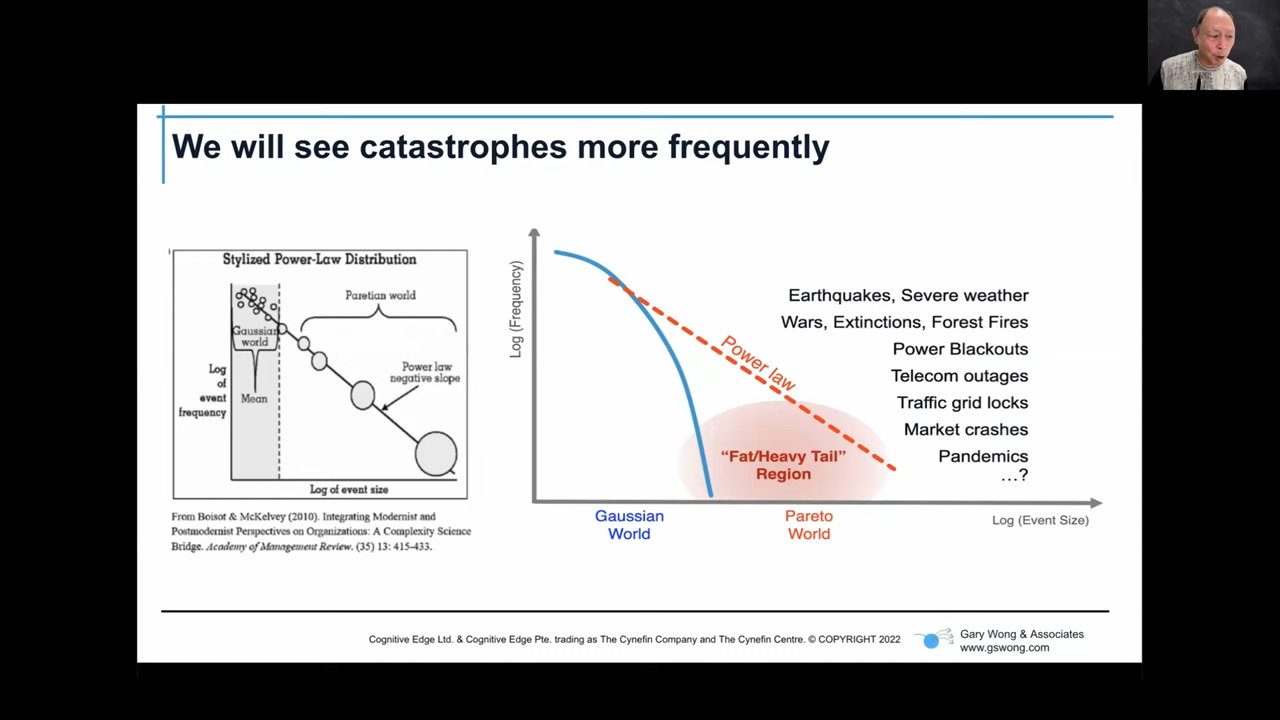 We will see catastrophes more frequently
Stylized Power-Law Distribution
Paretian world
Gaussian
world
Power law
negative slope
Log
of
event
frequency
Mean
Log of event size
From Boisot & McKelvey (2010). Integrating Modernist and
Postmodernist Perspectives on Organizations: A Complexity Science
Bridge. Academy of Management Review. (35) 13: 415-433.
Log (Frequency)
Power law
"Fat/Heavy Tail"
Region
Earthquakes, Severe weather
Wars, Extinctions, Forest Fires
Power Blackouts
Telecom outages
Traffic grid locks
Market crashes
Pandemics
...?
Gaussian
World
Pareto
World
Log (Event Size)
Cognitive Edge Ltd. & Cognitive Edge Pte. trading as The Cynefin Company and The Cynefin Centre. © COPYRIGHT 2022
Gary Wong & Associates
www.gswong.com